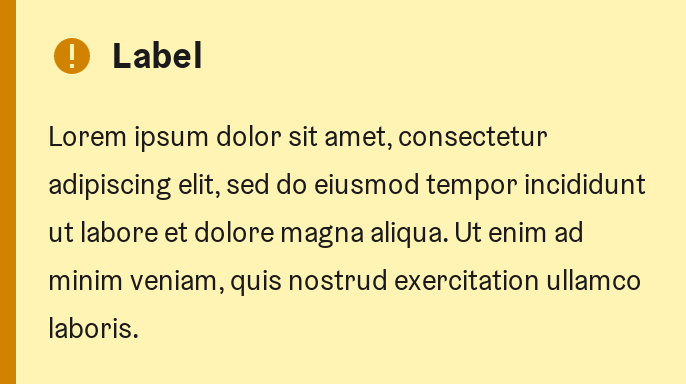 Label
Lorem ipsum dolor sit amet, consectetur
adipiscing elit, sed do eiusmod tempor incididunt
ut labore et dolore magna aliqua. Ut enim ad
minim veniam, quis nostrud exercitation ullamco
laboris.